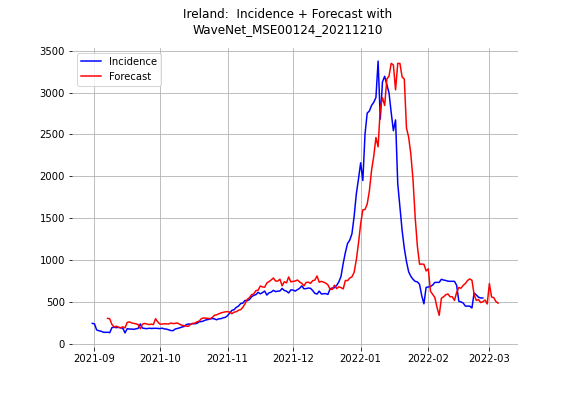 Ireland:  Incidence + Forecast with
WaveNet_MSE00124_20211210
3500
3000
2500
2000
1500
1000
500
0
Incidence
Forecast
2021-09 2021-10 2021-11 2021-12 2022-01 2022-02 2022-03